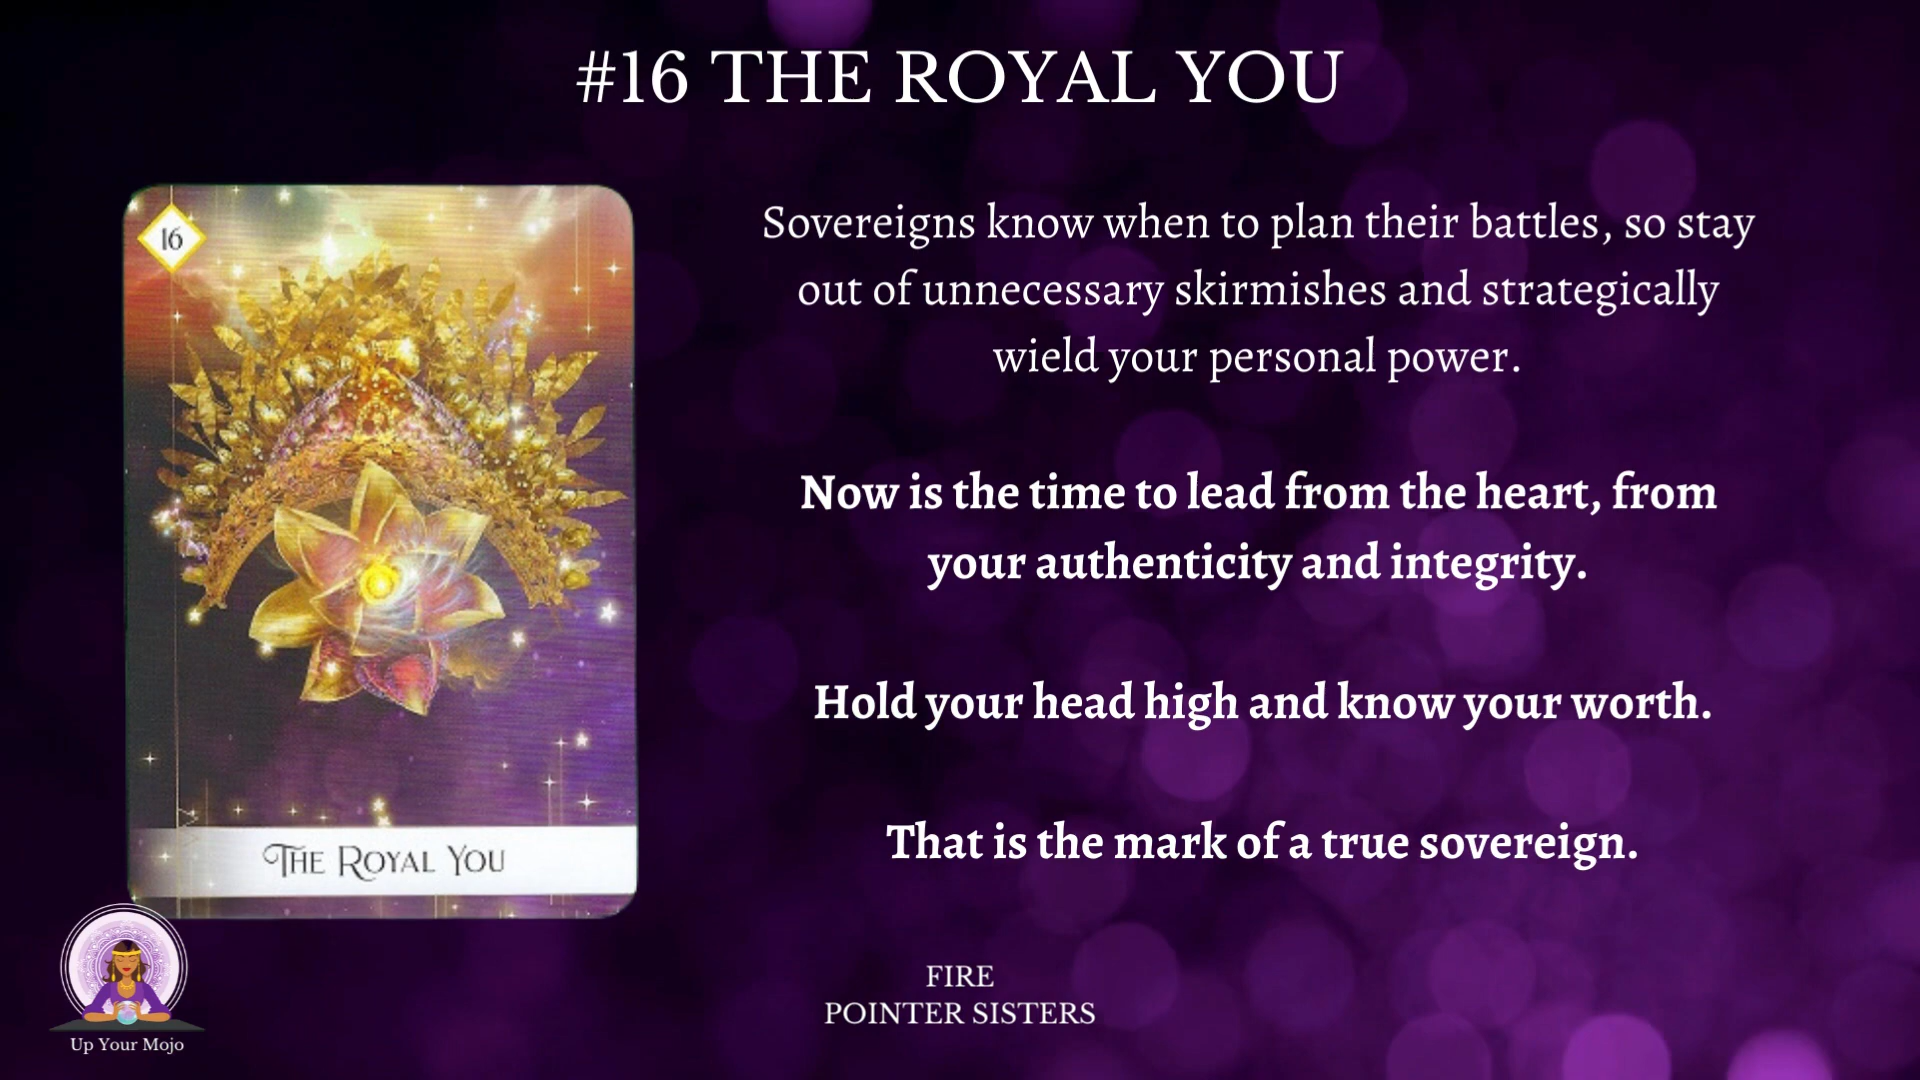 #16 THE ROYAL YOU
16
The Royal You
Sovereigns know when to plan their battles, so stay
out of unnecessary skirmishes and strategically
wield your personal power.
Now is the time to lead from the heart, from
your authenticity and integrity.
Hold your head high and know your worth.
That is the mark of a true sovereign.
FIRE
POINTER SISTERS
Up Your Mojo